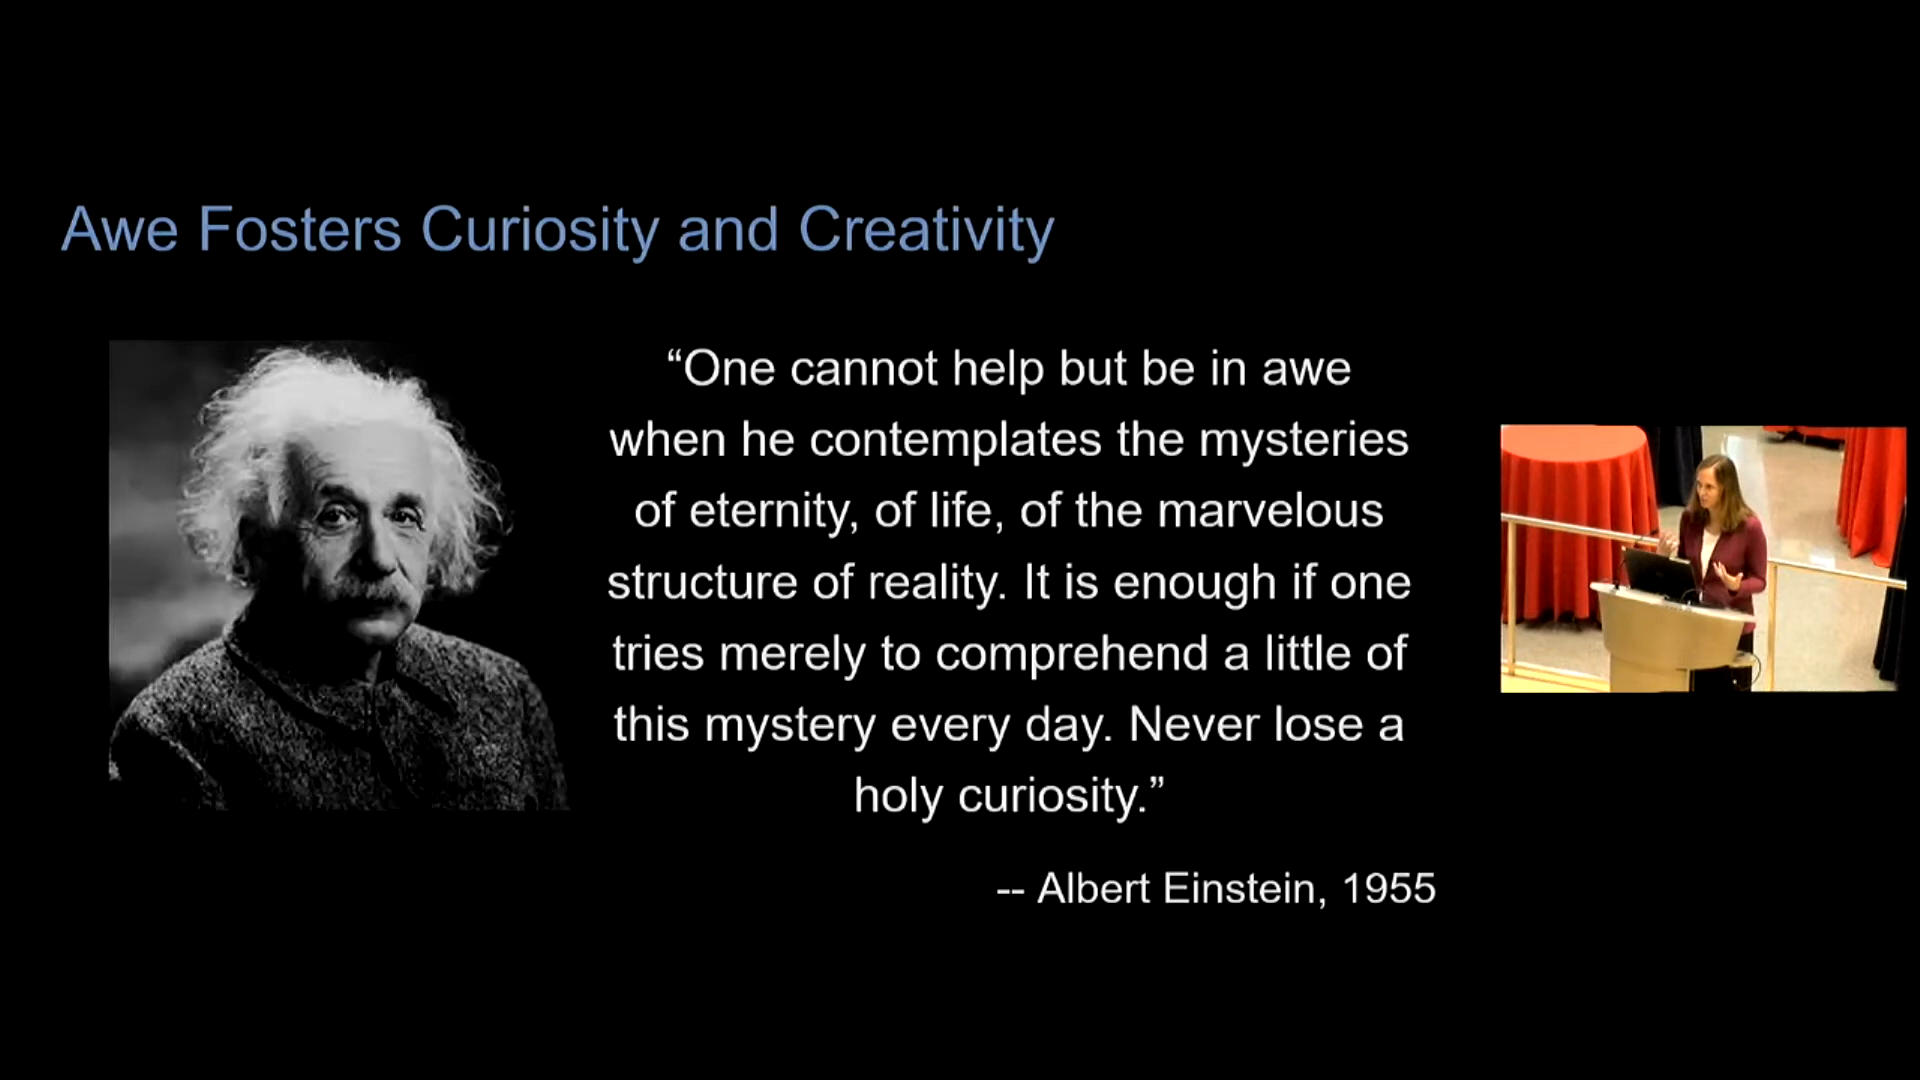 Awe Fosters Curiosity and Creativity
“One cannot help but be in awe
when he contemplates the mysteries
of eternity, of life, of the marvelous
structure of reality. It is enough if one
tries merely to comprehend a little of
this mystery every day. Never lose a
holy curiosity.”
-- Albert Einstein, 1955